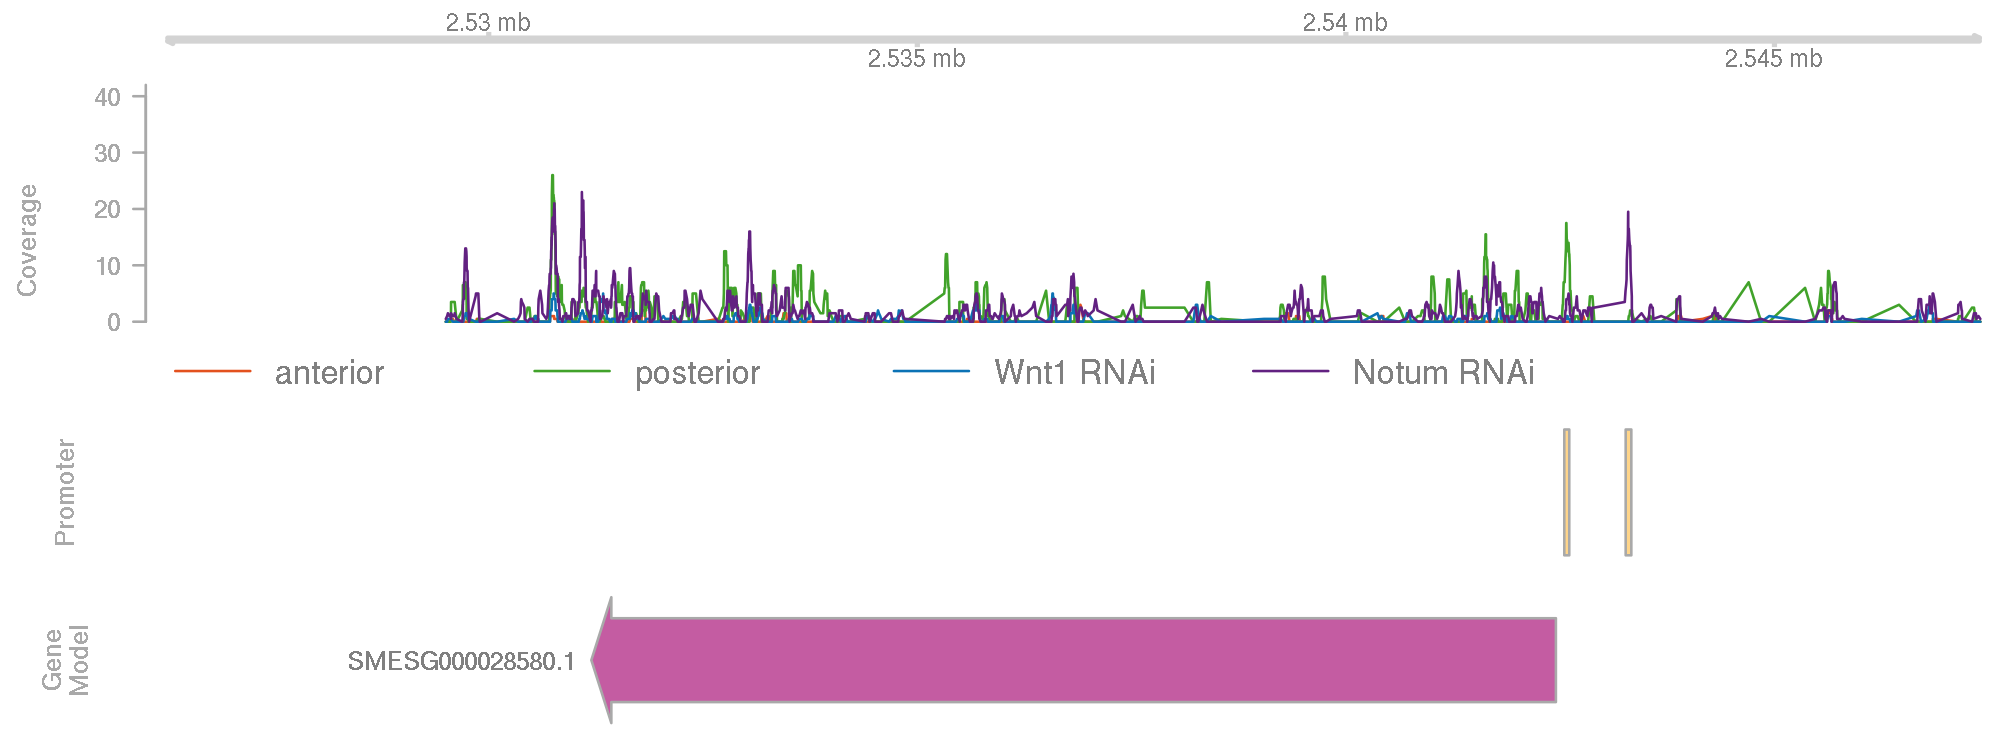 2.53 mb
2.54 mb
2.535 mb
2.545 mb
Coverage
40
30
20
10
0
anterior
posterior
Wnt1 RNAi
Notum RNAi
Promoter
Gene
Model
SMESG000028580.1